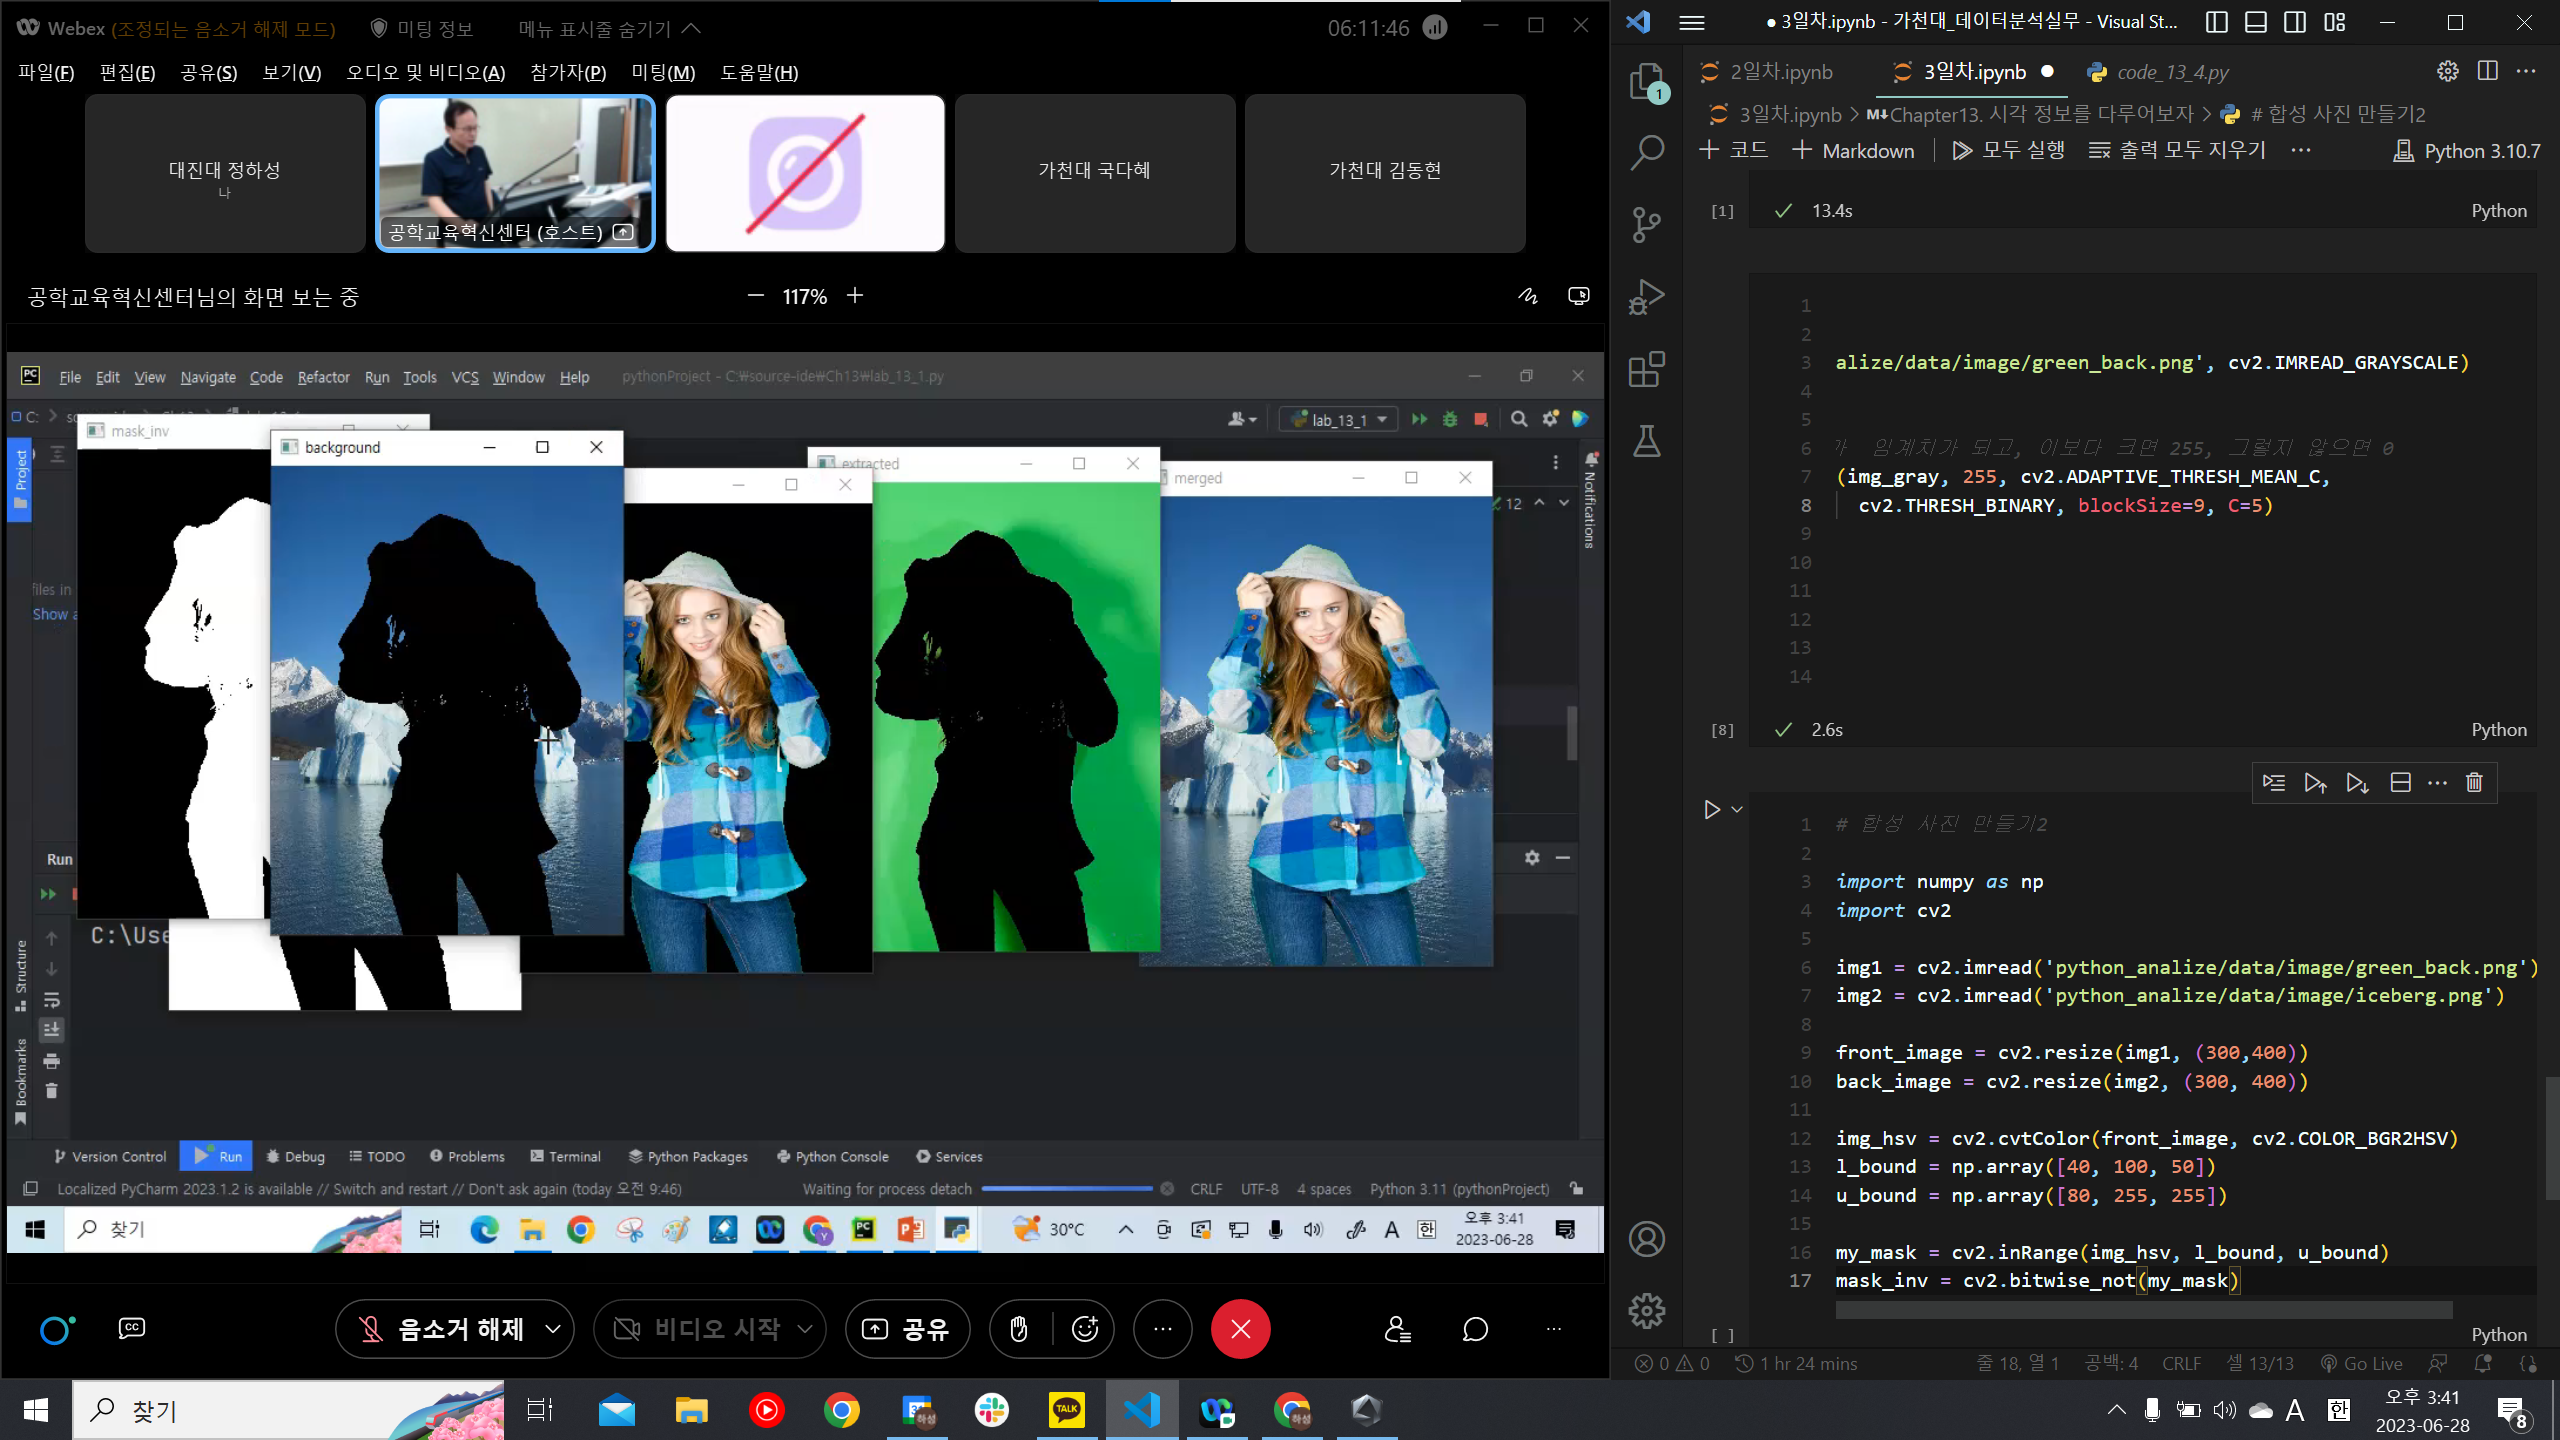 Webex (조정되는 음소거 해제 모드) 미팅 정보 메뉴 표시줄 숨기기 06:11:46
파일(F) 편집(E) 공유(S) 보기(V) 오디오 및 비디오(A) 참가자(P) 미팅(M) 도움말(H)
대진대 정하성
나
공학교육혁신센터 (호스트)
가천대 국다혜
가천대 김동현
공학교육혁신센터님의 화면 보는 중
117%
PC File Edit View Navigate Code Refactor Run Tools VCS Window Help pythonProject - C:₩source-ide₩Ch13₩lab_13_1.py
C:
lab_13_1
Project
Notifications
mask_inv
background
extracted
merged
12
files in
Show
Run
C:\Use
Structure
Bookmarks
Version Control Run Debug TODO Problems Terminal Python Packages Python Console Services
Localized PyCharm 2023.1.2 is available // Switch and restart // Don't ask again (today 오전 9:46) Waiting for process detach CRLF UTF-8 4 spaces Python 3.11 (pythonProject)
찾기 30°C A 한 오후 3:41
2023-06-28
CC 음소거 해제 비디오 시작 공유
● 3일차.ipynb - 가천대_데이터분석실무 - Visual St...
1
2일차.ipynb 3일차.ipynb ● code_13_4.py
3일차.ipynb > M↓Chapter13. 시각 정보를 다루어보자 > # 합성 사진 만들기2
+ 코드 + Markdown 모두 실행 출력 모두 지우기 ··· Python 3.10.7
[1] ✓ 13.4s Python
1
2
3 alize/data/image/green_back.png', cv2.IMREAD_GRAYSCALE)
4
5
6 임계치가 되고, 이보다 크면 255, 그렇지 않으면 0
7 (img_gray, 255, cv2.ADAPTIVE_THRESH_MEAN_C,
8 cv2.THRESH_BINARY, blockSize=9, C=5)
9
10
11
12
13
14
[8] ✓ 2.6s Python
1 # 합성 사진 만들기2
2
3 import numpy as np
4 import cv2
5
6 img1 = cv2.imread('python_analize/data/image/green_back.png')
7 img2 = cv2.imread('python_analize/data/image/iceberg.png')
8
9 front_image = cv2.resize(img1, (300,400))
10 back_image = cv2.resize(img2, (300, 400))
11
12 img_hsv = cv2.cvtColor(front_image, cv2.COLOR_BGR2HSV)
13 l_bound = np.array([40, 100, 50])
14 u_bound = np.array([80, 255, 255])
15
16 my_mask = cv2.inRange(img_hsv, l_bound, u_bound)
17 mask_inv = cv2.bitwise_not(my_mask)
[ ] Python
0 0 1 hr 24 mins 줄 18, 열 1 공백: 4 CRLF 셀 13/13 Go Live
찾기 TALK 하성 하성 A 한 오후 3:41
2023-06-28
8